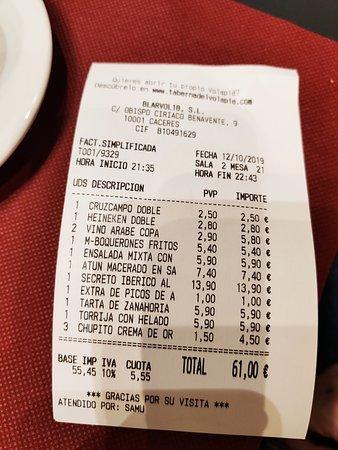 Quieres abrir tu propio Volapié?
Descúbrelo en www.tabernadelvolapie.com
BLARVOL18, S.L.
C/ OBISPO CIRIACO BENAVENTE, 9
10001 CACERES
CIF B10491629
FACT.SIMPLIFICADA FECHA 12/10/2019
T001/9329 SALA 2 MESA 21
HORA INICIO 21:35 HORA FIN 22:43
UDS DESCRIPCION PVP IMPORTE
1 CRUZCAMPO DOBLE 2,50 2,50 €
1 HEINEKEN DOBLE 2,80 2,80 €
2 VINO ARABE COPA 2,90 5,80 €
1 M-BOQUERONES FRITOS 5,40 5,40 €
1 ENSALADA MIXTA CON 5,90 5,90 €
1 ATUN MACERADO EN SA 7,40 7,40 €
1 SECRETO IBERICO AL 13,90 13,90 €
1 EXTRA DE PICOS DE A 1,00 1,00 €
1 TARTA DE ZANAHORIA 5,90 5,90 €
1 TORRIJA CON HELADO 5,90 5,90 €
3 CHUPITO CREMA DE OR 1,50 4,50 €
BASE IMP IVA CUOTA TOTAL 61,00 €
55,45 10% 5,55
*** GRACIAS POR SU VISITA ***
ATENDIDO POR: SAMU